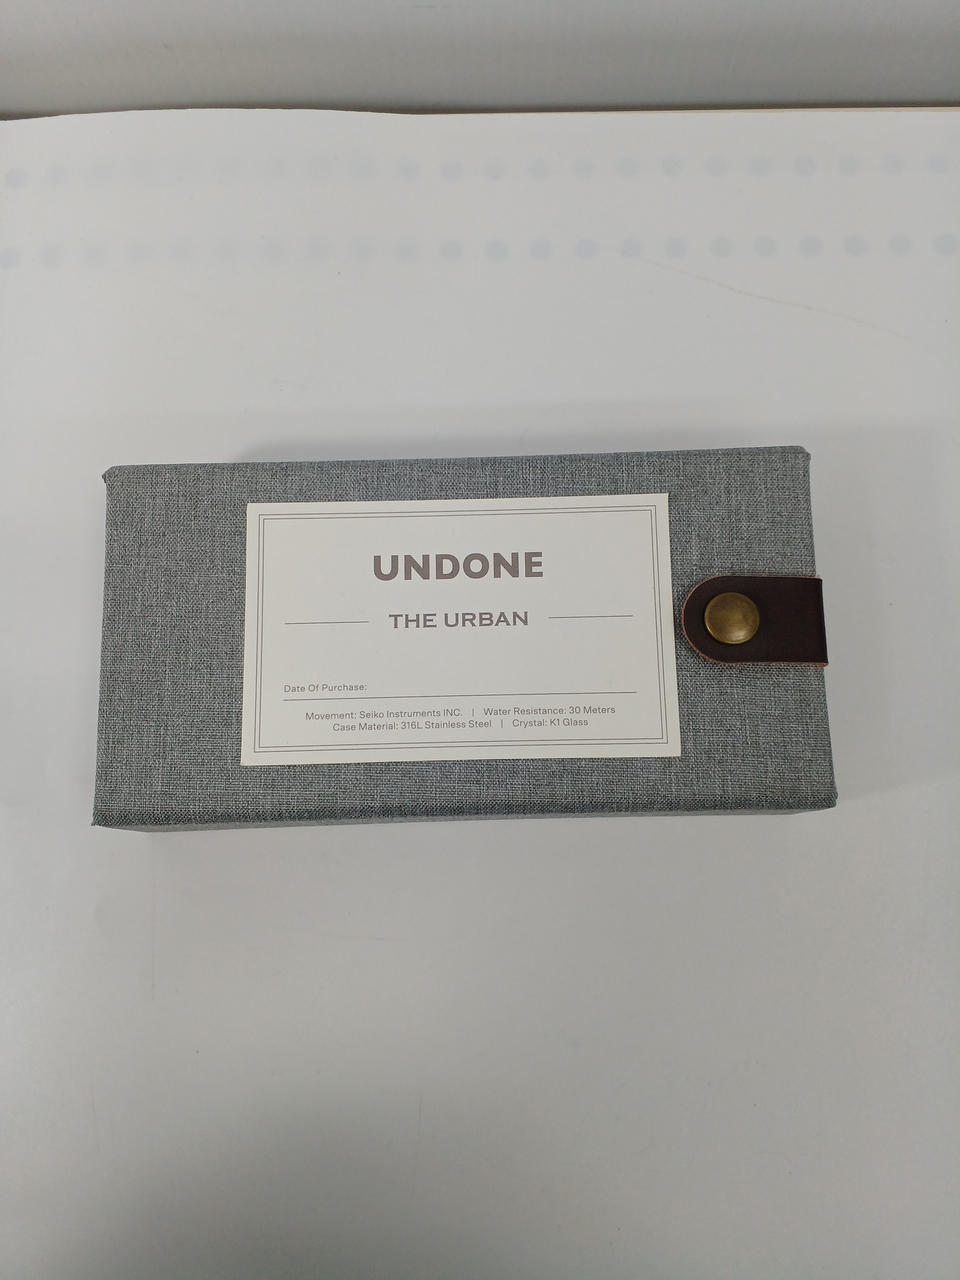 UNDONE
THE URBAN
Date Of Purchase:
Movement: Seiko Instruments INC. | Water Resistance: 30 Meters
Case Material: 316L Stainless Steel | Crystal: K1 Glass